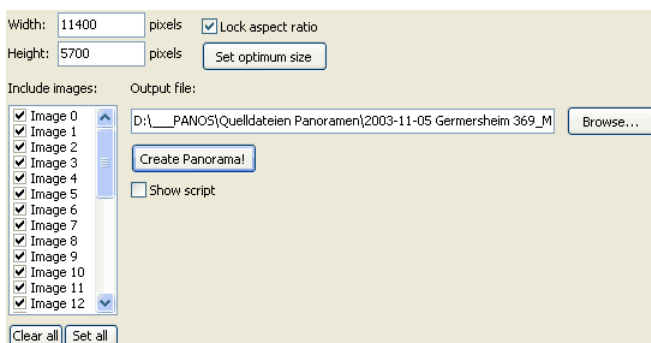 Width: 11400 pixels Lock aspect ratio
Height: 5700 pixels Set optimum size
Include images: Output file:
Image 0
Image 1
Image 2
Image 3
Image 4
Image 5
Image 6
Image 7
Image 8
Image 9
Image 10
Image 11
Image 12
D:\___PANOS\Quelldateien Panoramen\2003-11-05 Germersheim 369_M Browse...
Create Panorama!
Show script
Clear all Set all